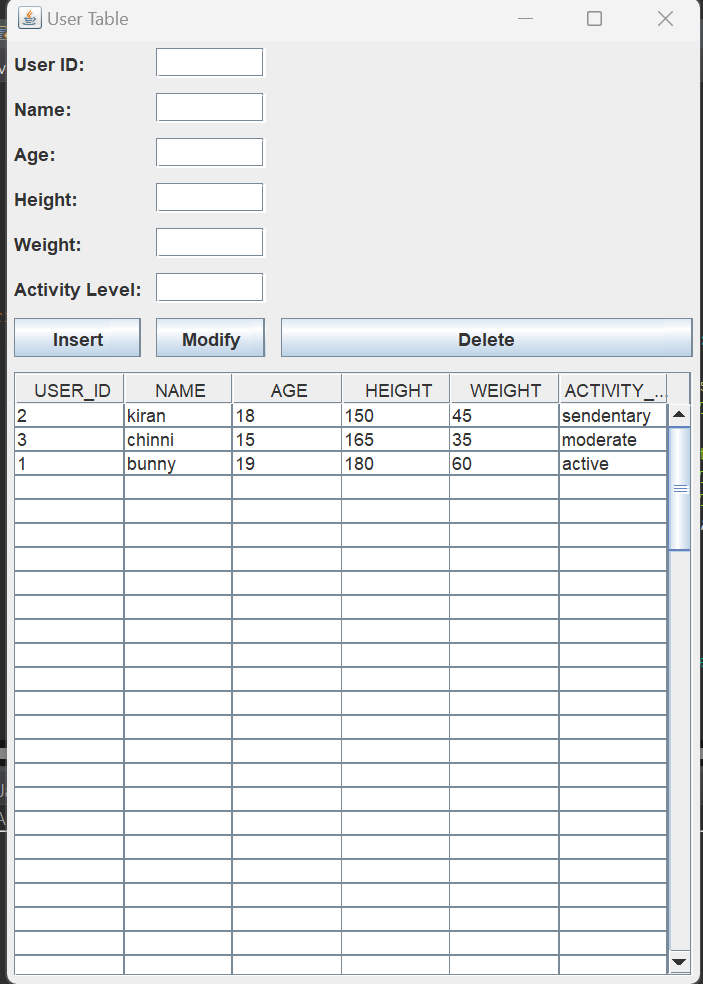 User Table
User ID:
Name:
Age:
Height:
Weight:
Activity Level:
Insert Modify Delete
USER_ID NAME AGE HEIGHT WEIGHT ACTIVITY_...
2 kiran 18 150 45 sendentary
3 chinni 15 165 35 moderate
1 bunny 19 180 60 active